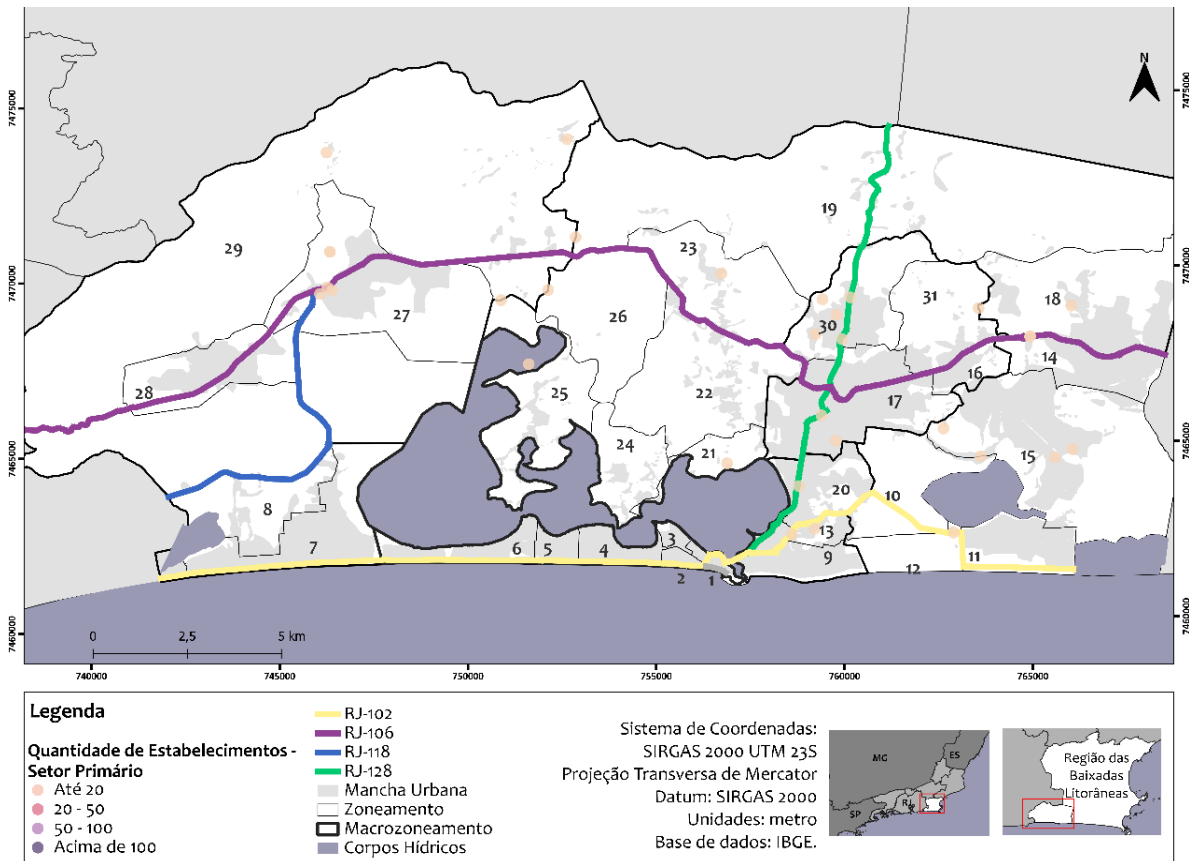 N
7475000
7475000
7470000
7470000
7465000
7465000
7460000
7460000
19
29
23
31
18
30
26
27
14
16
28
17
25
22
24
21
15
20
10
8
13
7
6
5
4
3
9
11
12
2
1
0
2,5
5 km
740000
745000
750000
755000
760000
765000
Legenda
Quantidade de Estabelecimentos -
Setor Primário
Até 20
20 - 50
50 - 100
Acima de 100
RJ-102
RJ-106
RJ-118
RJ-128
Mancha Urbana
Zoneamento
Macrozoneamento
Corpos Hídricos
Sistema de Coordenadas:
SIRGAS 2000 UTM 23S
Projeção Transversa de Mercator
Datum: SIRGAS 2000
Unidades: metro
Base de dados: IBGE.
MG
ES
RJ
SP
Região das
Baixadas
Litorâneas